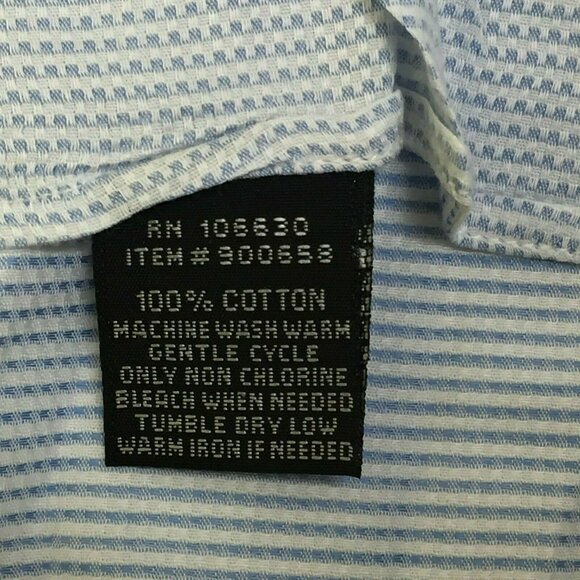 RN 106630
ITEM # 900658
100% COTTON
MACHINE WASH WARM
GENTLE CYCLE
ONLY NON CHLORINE
BLEACH WHEN NEEDED
TUMBLE DRY LOW
WARM IRON IF NEEDED